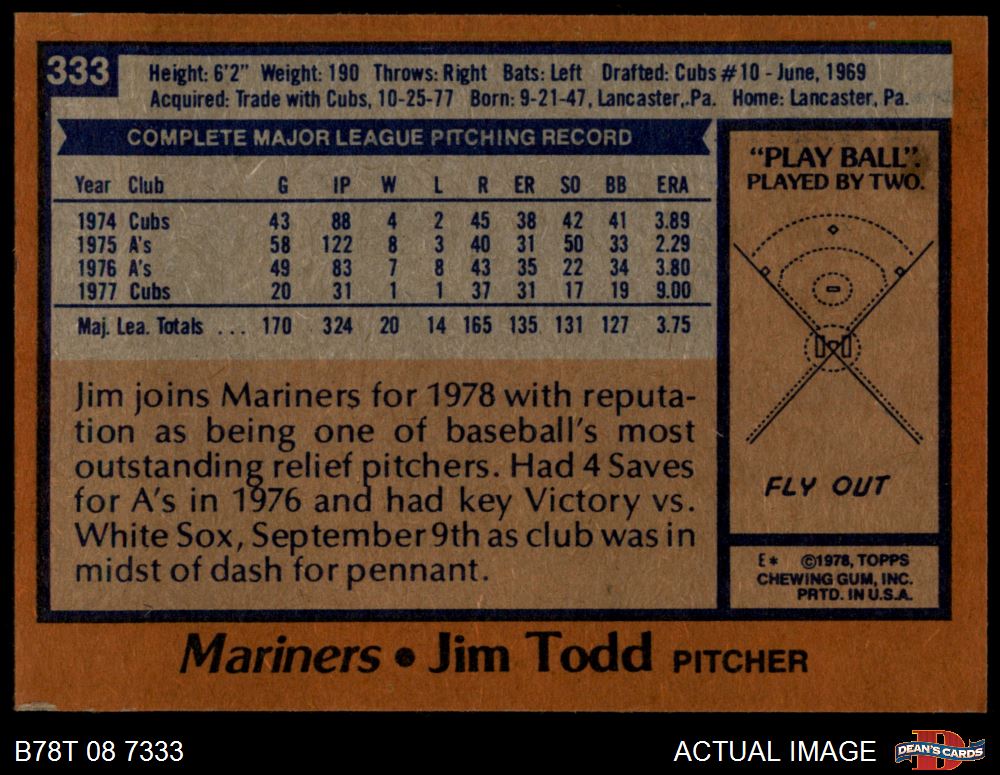 333
Height: 6'2" Weight: 190 Throws: Right Bats: Left Drafted: Cubs #10 - June, 1969
Acquired: Trade with Cubs, 10-25-77 Born: 9-21-47, Lancaster, Pa. Home: Lancaster, Pa.
COMPLETE MAJOR LEAGUE PITCHING RECORD
Year Club G IP W L R ER SO BB ERA
1974 Cubs 43 88 4 2 45 38 42 41 3.89
1975 A's 58 122 8 3 40 31 50 33 2.29
1976 A's 49 83 7 8 43 35 22 34 3.80
1977 Cubs 20 31 1 1 37 31 17 19 9.00
Maj. Lea. Totals ... 170 324 20 14 165 135 131 127 3.75
Jim joins Mariners for 1978 with reputa-
tion as being one of baseball's most
outstanding relief pitchers. Had 4 Saves
for A's in 1976 and had key Victory vs.
White Sox, September 9th as club was in
midst of dash for pennant.
"PLAY BALL".
PLAYED BY TWO.
FLY OUT
E* ©1978, TOPPS
CHEWING GUM, INC.
PRTD. IN U.S.A.
Mariners • Jim Todd PITCHER
B78T 08 7333
ACTUAL IMAGE
D
DEAN'S CARDS